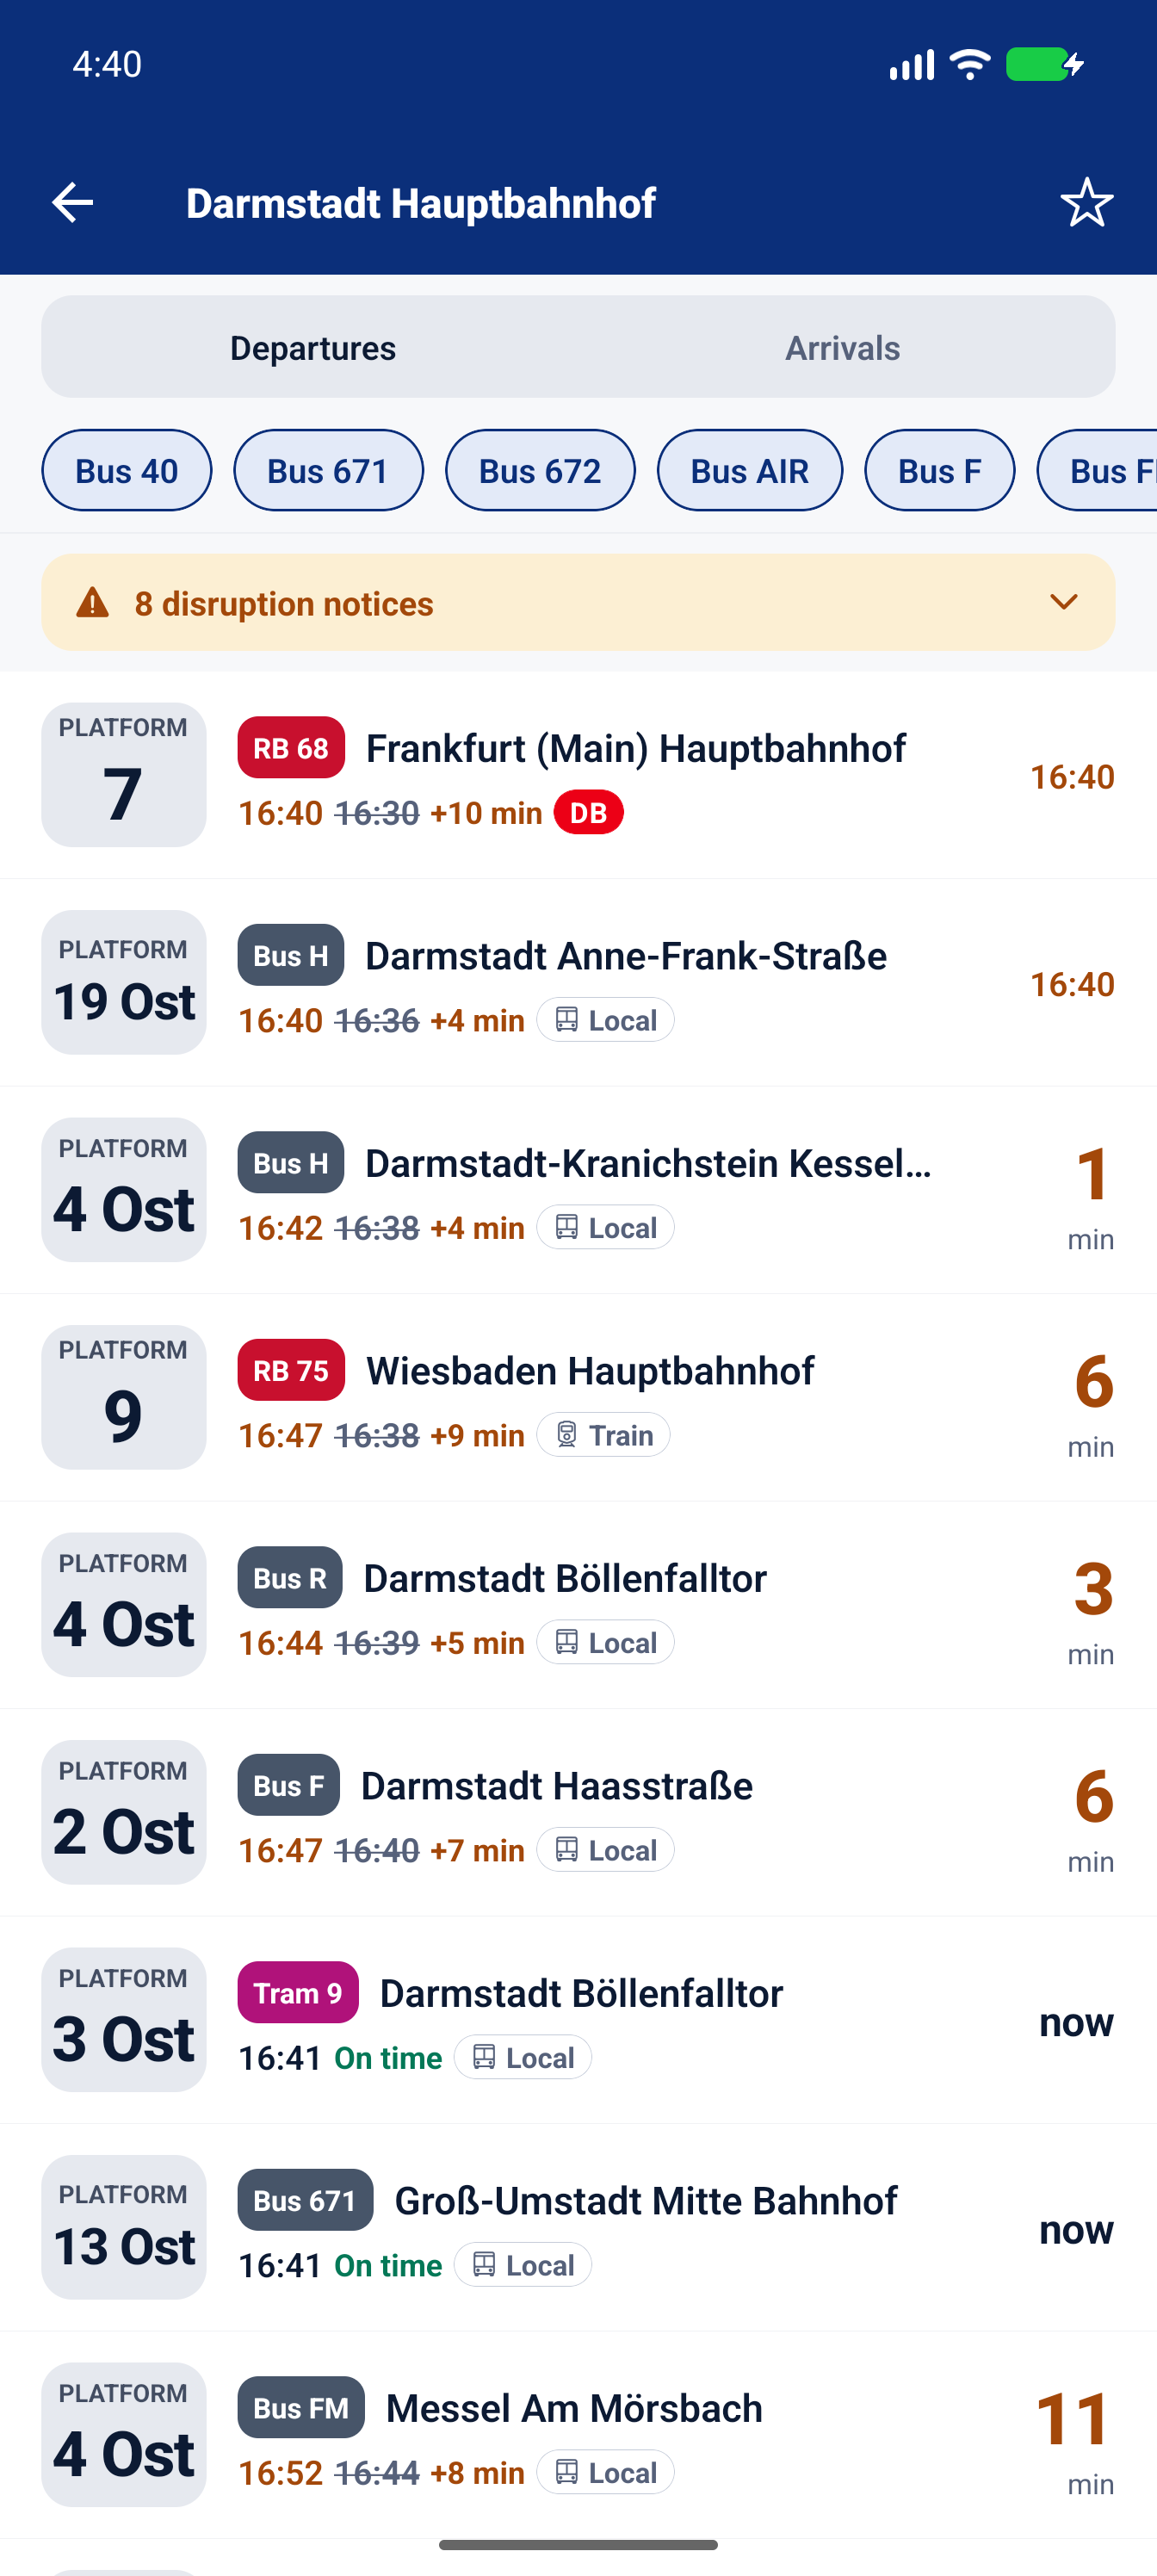 4:40
Darmstadt Hauptbahnhof
Departures Arrivals
Bus 40 Bus 671 Bus 672 Bus AIR Bus F Bus F
8 disruption notices
PLATFORM
7
RB 68 Frankfurt (Main) Hauptbahnhof
16:40 16:30 +10 min DB
16:40
PLATFORM
19 Ost
Bus H Darmstadt Anne-Frank-Straße
16:40 16:36 +4 min Local
16:40
PLATFORM
4 Ost
Bus H Darmstadt-Kranichstein Kessel...
16:42 16:38 +4 min Local
1
min
PLATFORM
9
RB 75 Wiesbaden Hauptbahnhof
16:47 16:38 +9 min Train
6
min
PLATFORM
4 Ost
Bus R Darmstadt Böllenfalltor
16:44 16:39 +5 min Local
3
min
PLATFORM
2 Ost
Bus F Darmstadt Haasstraße
16:47 16:40 +7 min Local
6
min
PLATFORM
3 Ost
Tram 9 Darmstadt Böllenfalltor
16:41 On time Local
now
PLATFORM
13 Ost
Bus 671 Groß-Umstadt Mitte Bahnhof
16:41 On time Local
now
PLATFORM
4 Ost
Bus FM Messel Am Mörsbach
16:52 16:44 +8 min Local
11
min